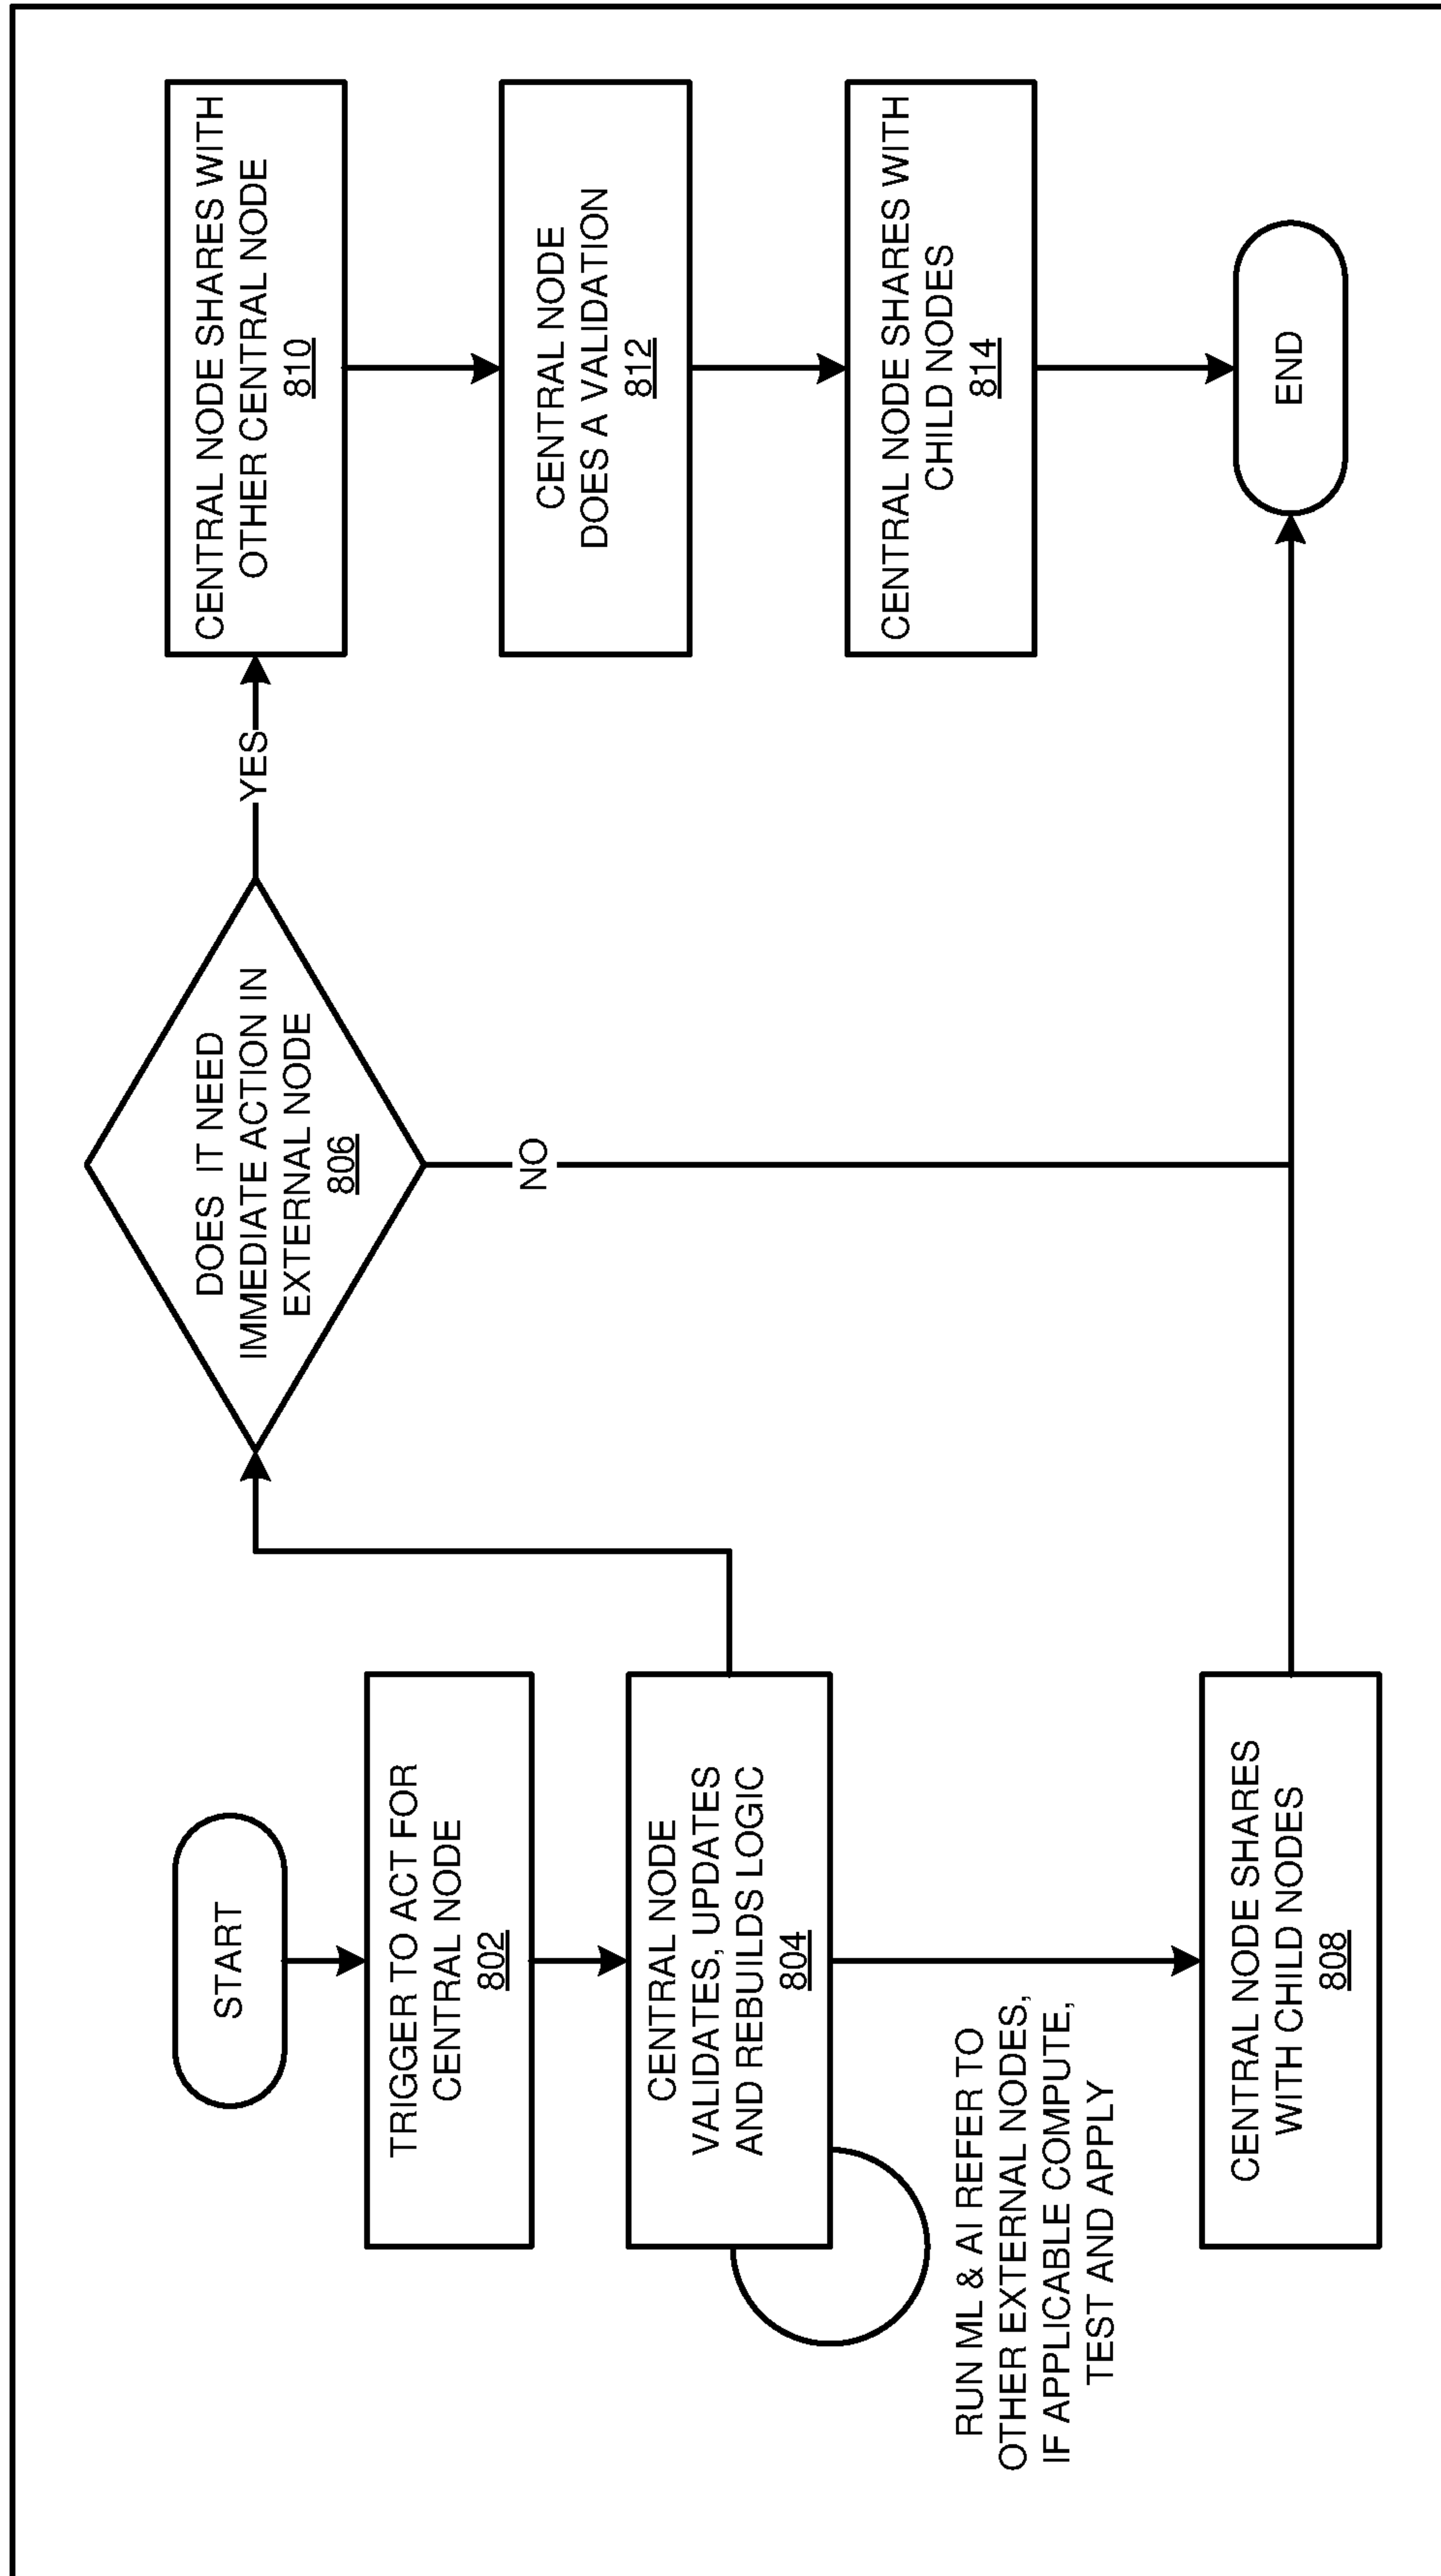 START
TRIGGER TO ACT FOR
CENTRAL NODE
802
CENTRAL NODE
VALIDATES, UPDATES
AND REBUILDS LOGIC
804
RUN ML & AI REFER TO
OTHER EXTERNAL NODES,
IF APPLICABLE COMPUTE,
TEST AND APPLY
CENTRAL NODE SHARES
WITH CHILD NODES
808
DOES IT NEED
IMMEDIATE ACTION IN
EXTERNAL NODE
806
NO
YES
CENTRAL NODE SHARES WITH
OTHER CENTRAL NODE
810
CENTRAL NODE
DOES A VALIDATION
812
CENTRAL NODE SHARES WITH
CHILD NODES
814
END